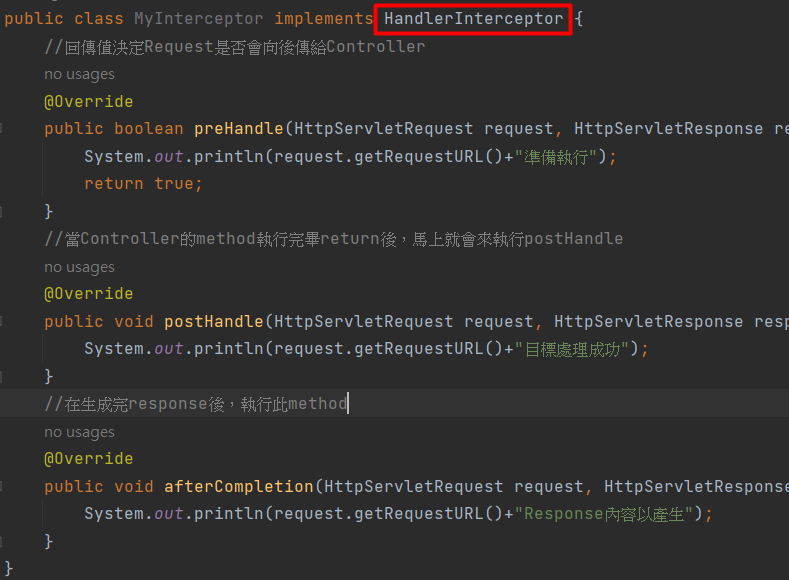 public class MyInterceptor implements HandlerInterceptor {
//回傳值決定Request是否會向後傳給Controller
no usages
@Override
public boolean preHandle(HttpServletRequest request, HttpServletResponse re
System.out.println(request.getRequestURL()+"準備執行");
return true;
}
//當Controller的method執行完畢return後，馬上就會來執行postHandle
no usages
@Override
public void postHandle(HttpServletRequest request, HttpServletResponse resp
System.out.println(request.getRequestURL()+"目標處理成功");
}
//在生成完response後，執行此method
no usages
@Override
public void afterCompletion(HttpServletRequest request, HttpServletResponse
System.out.println(request.getRequestURL()+"Response內容以產生");
}
}